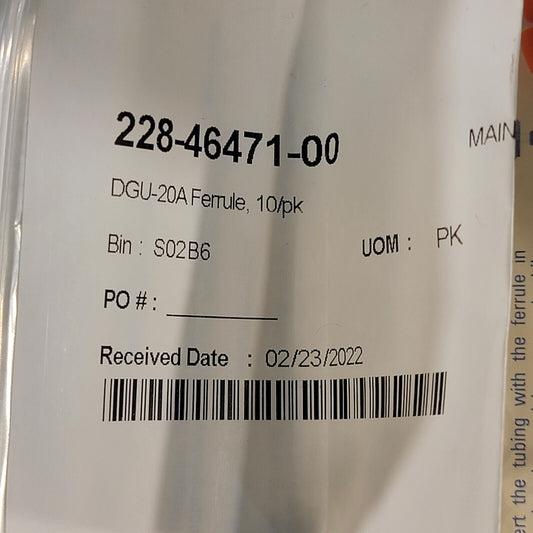 228-46471-00
MAIN
DGU-20A Ferrule, 10/pk
Bin : S02B6
UOM : PK
PO # : __________
Received Date : 02/23/2022
ert the tubing with the ferrule in